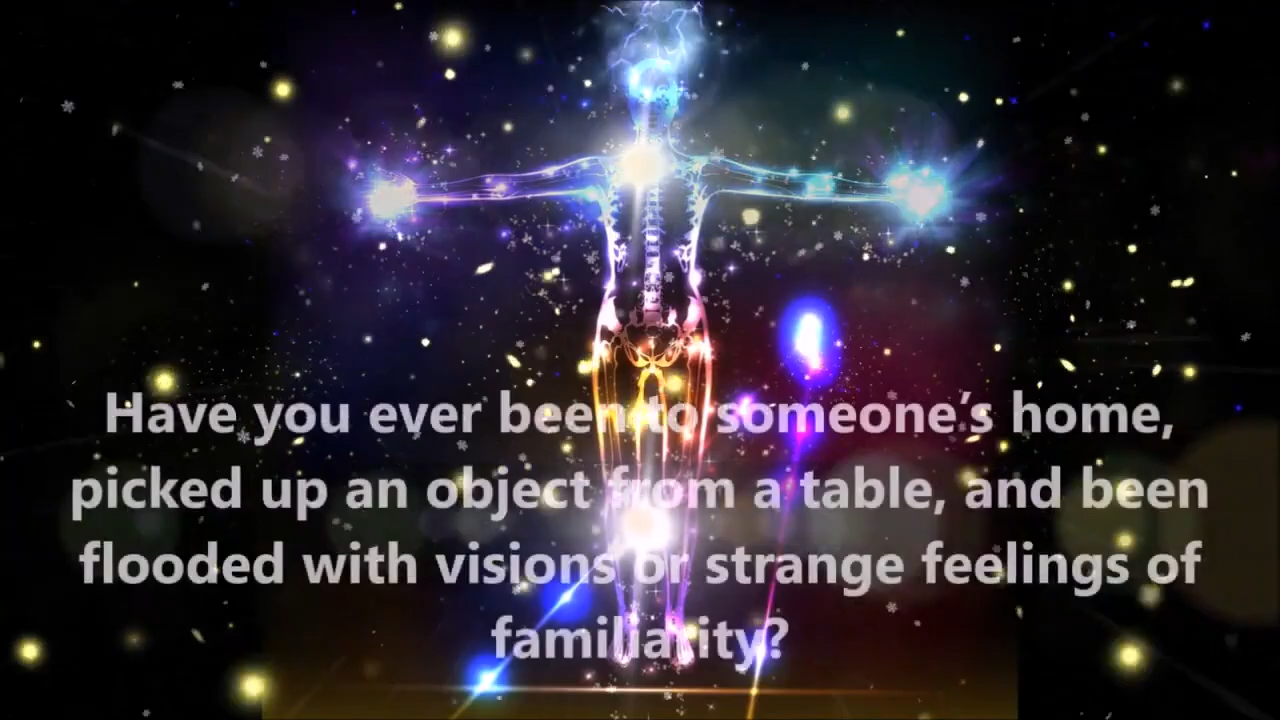 Have you ever been to someone’s home,
picked up an object from a table, and been
flooded with visions or strange feelings of
familiarity?